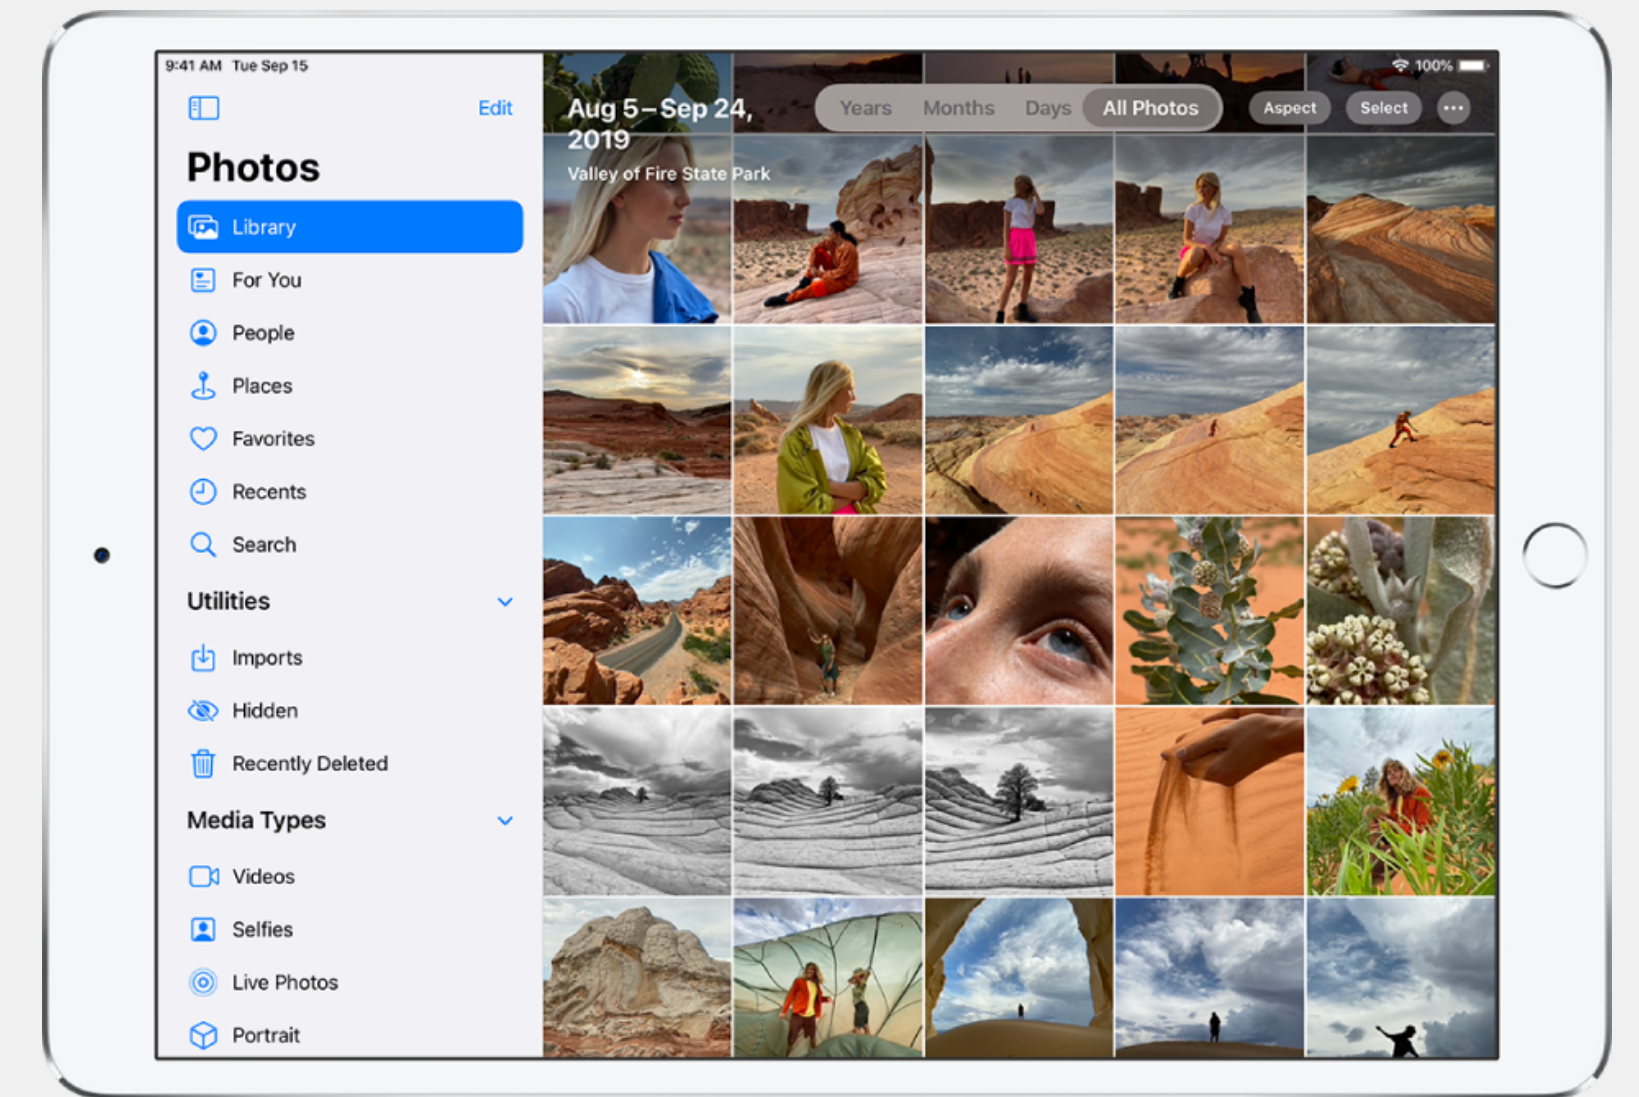 9:41 AM Tue Sep 15
100%
Edit
Photos
Library
For You
People
Places
Favorites
Recents
Search
Utilities
Imports
Hidden
Recently Deleted
Media Types
Videos
Selfies
Live Photos
Portrait
Aug 5–Sep 24,
2019
Valley of Fire State Park
Years Months Days All Photos
Aspect Select